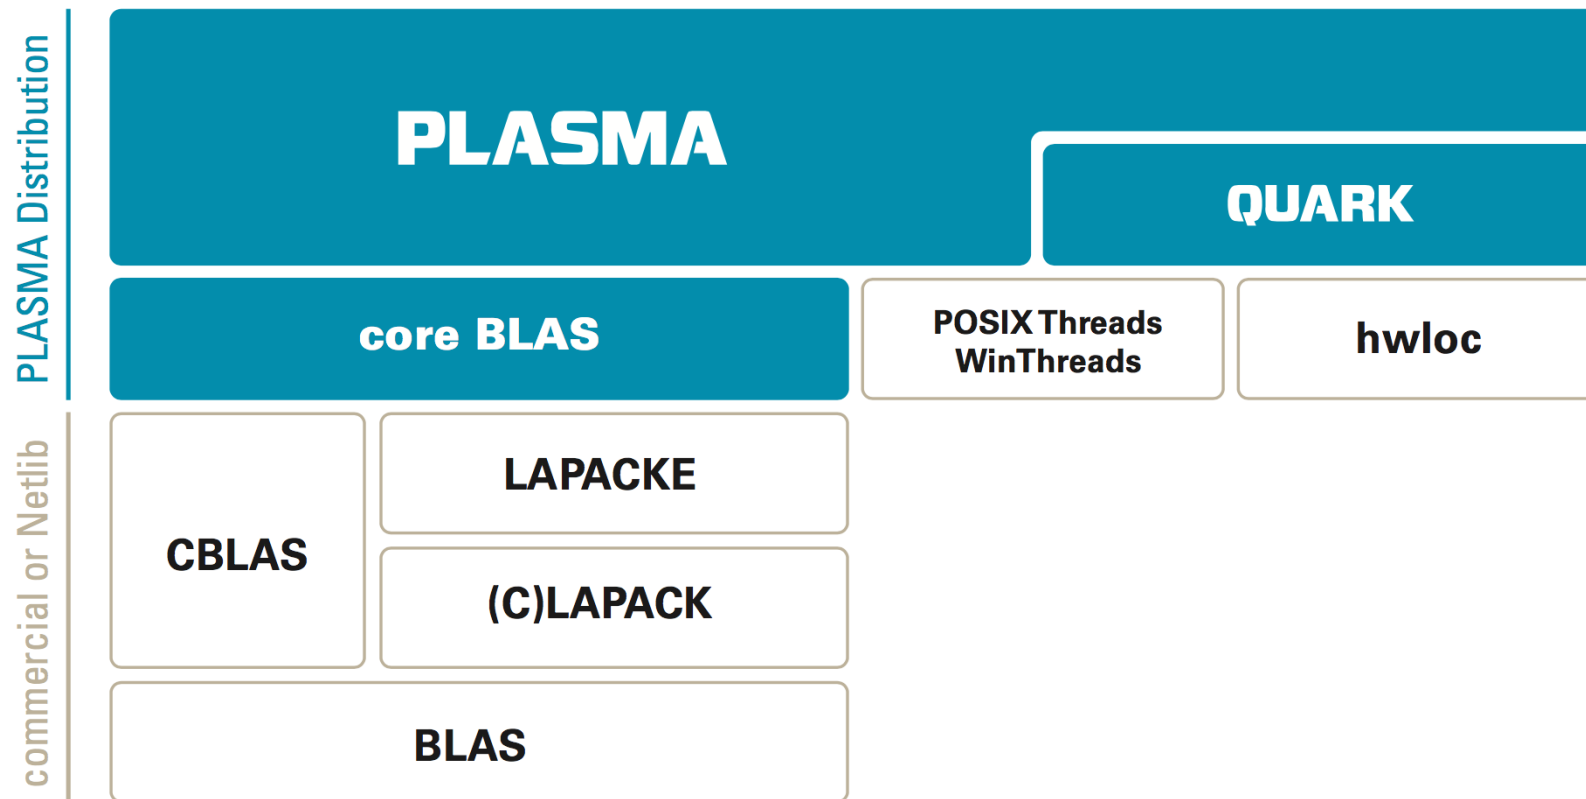 PLASMA Distribution
PLASMA
QUARK
core BLAS
POSIX Threads
WinThreads
hwloc
commercial or Netlib
CBLAS
LAPACKE
(C)LAPACK
BLAS